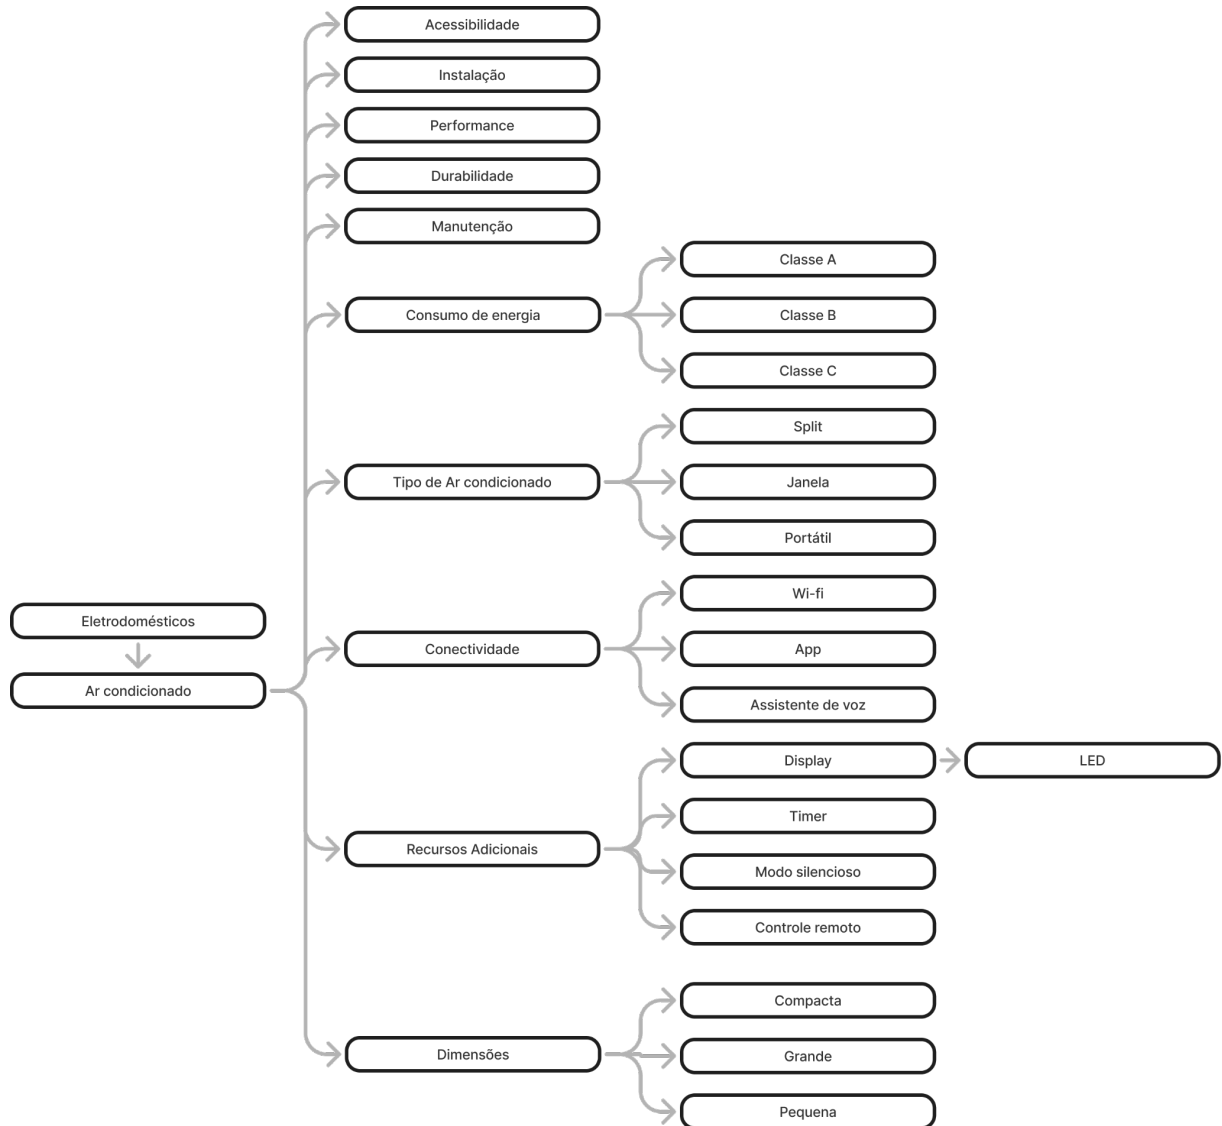 Acessibilidade
Instalação
Performance
Durabilidade
Manutenção
Consumo de energia
Classe A
Classe B
Classe C
Tipo de Ar condicionado
Split
Janela
Portátil
Eletrodomésticos
Ar condicionado
Conectividade
Wi-fi
App
Assistente de voz
Recursos Adicionais
Display
LED
Timer
Modo silencioso
Controle remoto
Dimensões
Compacta
Grande
Pequena